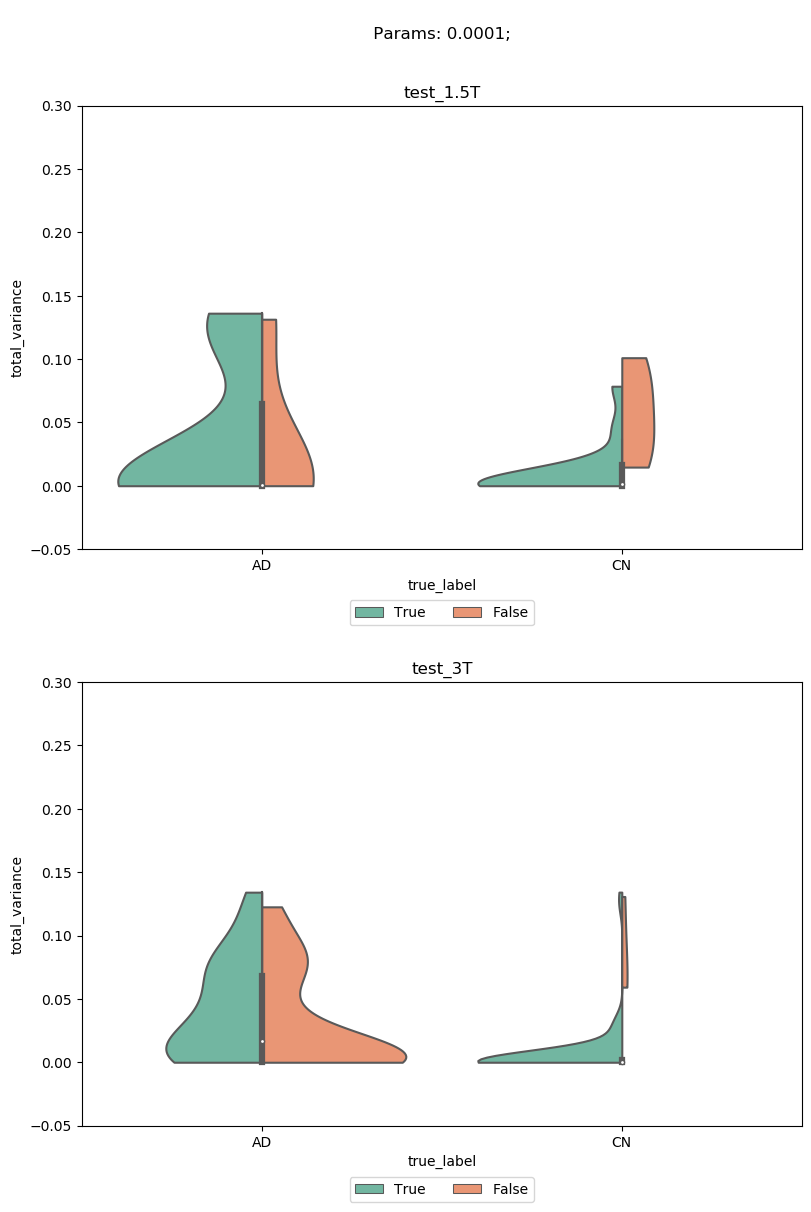 Params: 0.0001;
test_1.5T
0.30
0.25
0.20
0.15
0.10
0.05
0.00
−0.05
total_variance
AD
CN
true_label
True
False
test_3T
0.30
0.25
0.20
0.15
0.10
0.05
0.00
−0.05
total_variance
AD
CN
true_label
True
False